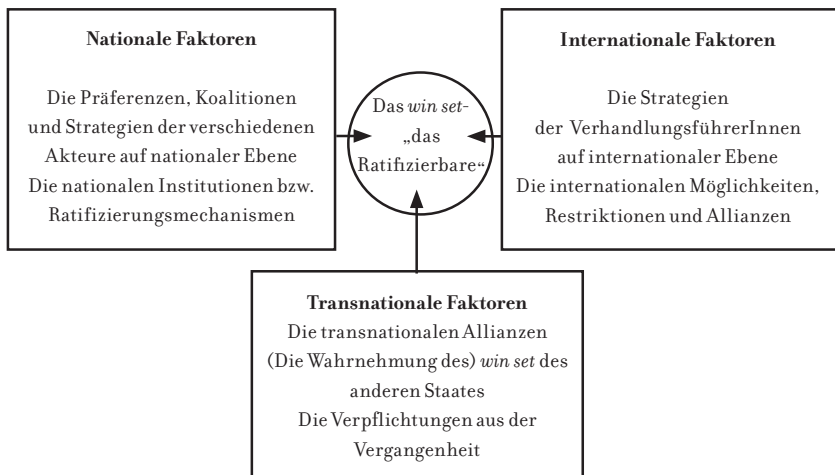 Nationale Faktoren
Die Präferenzen, Koalitionen
und Strategien der verschiedenen
Akteure auf nationaler Ebene
Die nationalen Institutionen bzw.
Ratifizierungsmechanismen
Das win set-
„das
Ratifizierbare“
Internationale Faktoren
Die Strategien
der VerhandlungsführerInnen
auf internationaler Ebene
Die internationalen Möglichkeiten,
Restriktionen und Allianzen
Transnationale Faktoren
Die transnationalen Allianzen
(Die Wahrnehmung des) win set des
anderen Staates
Die Verpflichtungen aus der
Vergangenheit